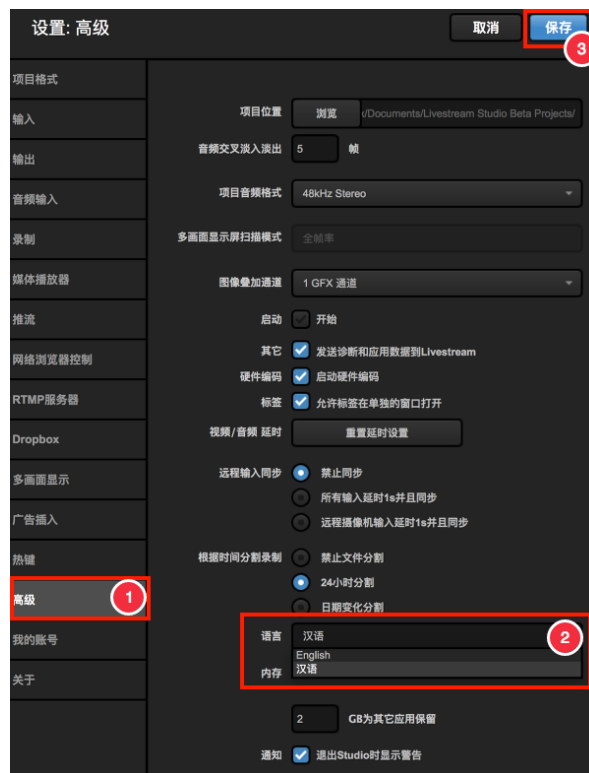 设置: 高级
取消
保存
3
项目格式
输入
输出
音频输入
录制
媒体播放器
推流
网络浏览器控制
RTMP服务器
Dropbox
多画面显示
广告插入
热键
高级
1
我的账号
关于
项目位置 浏览 /Documents/Livestream Studio Beta Projects/
音频交叉淡入淡出 5 帧
项目音频格式 48kHz Stereo
多画面显示屏扫描模式 全帧率
图像叠加通道 1 GFX 通道
启动 开始
其它 发送诊断和应用数据到Livestream
硬件编码 启动硬件编码
标签 允许标签在单独的窗口打开
视频/音频 延时 重置延时设置
远程输入同步 禁止同步
所有输入延时1s并且同步
远程摄像机输入延时1s并且同步
根据时间分割录制 禁止文件分割
24小时分割
日期变化分割
语言 汉语
2
English
内存 汉语
2 GB为其它应用保留
通知 退出Studio时显示警告